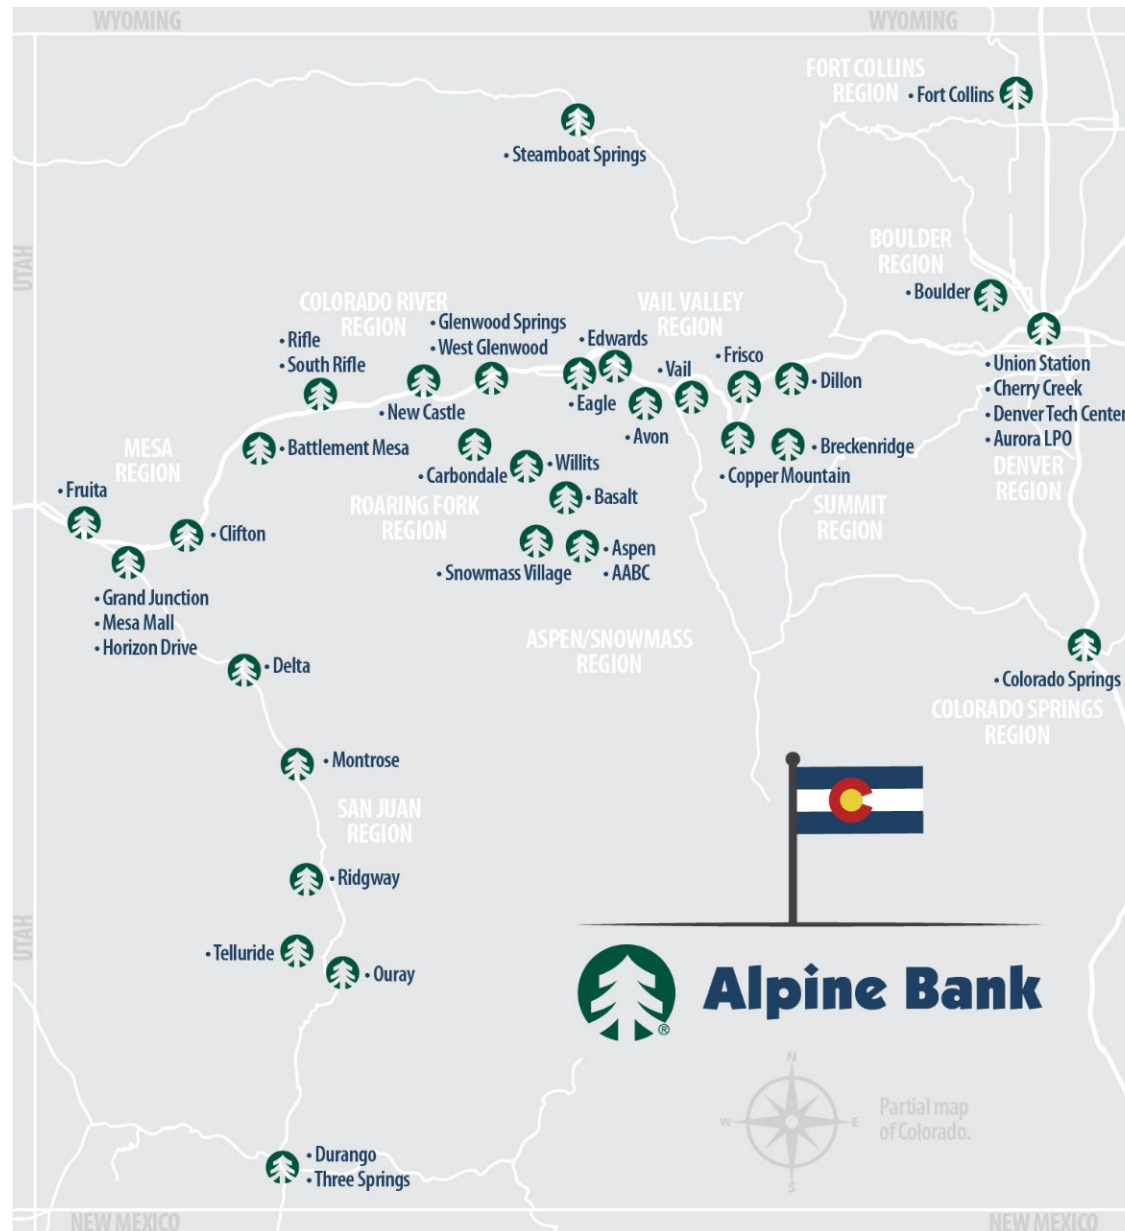 WYOMING
WYOMING
FORT COLLINS
REGION
• Fort Collins
• Steamboat Springs
UTAH
BOULDER
REGION
• Boulder
COLORADO RIVER
REGION
VAIL VALLEY
REGION
• Glenwood Springs
• West Glenwood
• Rifle
• South Rifle
• Edwards
• Vail
• Frisco
• Union Station
• Cherry Creek
• Denver Tech Center
• Aurora LPO
DENVER
REGION
• Dillon
• New Castle
• Eagle
• Avon
MESA
REGION
• Battlement Mesa
• Carbondale
• Willits
• Breckenridge
• Copper Mountain
• Fruita
ROARING FORK
REGION
• Basalt
SUMMIT
REGION
• Clifton
• Snowmass Village
• Aspen
• AABC
• Grand Junction
• Mesa Mall
• Horizon Drive
ASPEN/SNOWMASS
REGION
• Delta
• Colorado Springs
COLORADO SPRINGS
REGION
• Montrose
SAN JUAN
REGION
• Ridgway
UTAH
• Telluride
• Ouray
Alpine Bank
®
N
W
E
S
Partial map
of Colorado.
• Durango
• Three Springs
NEW MEXICO
NEW MEXICO